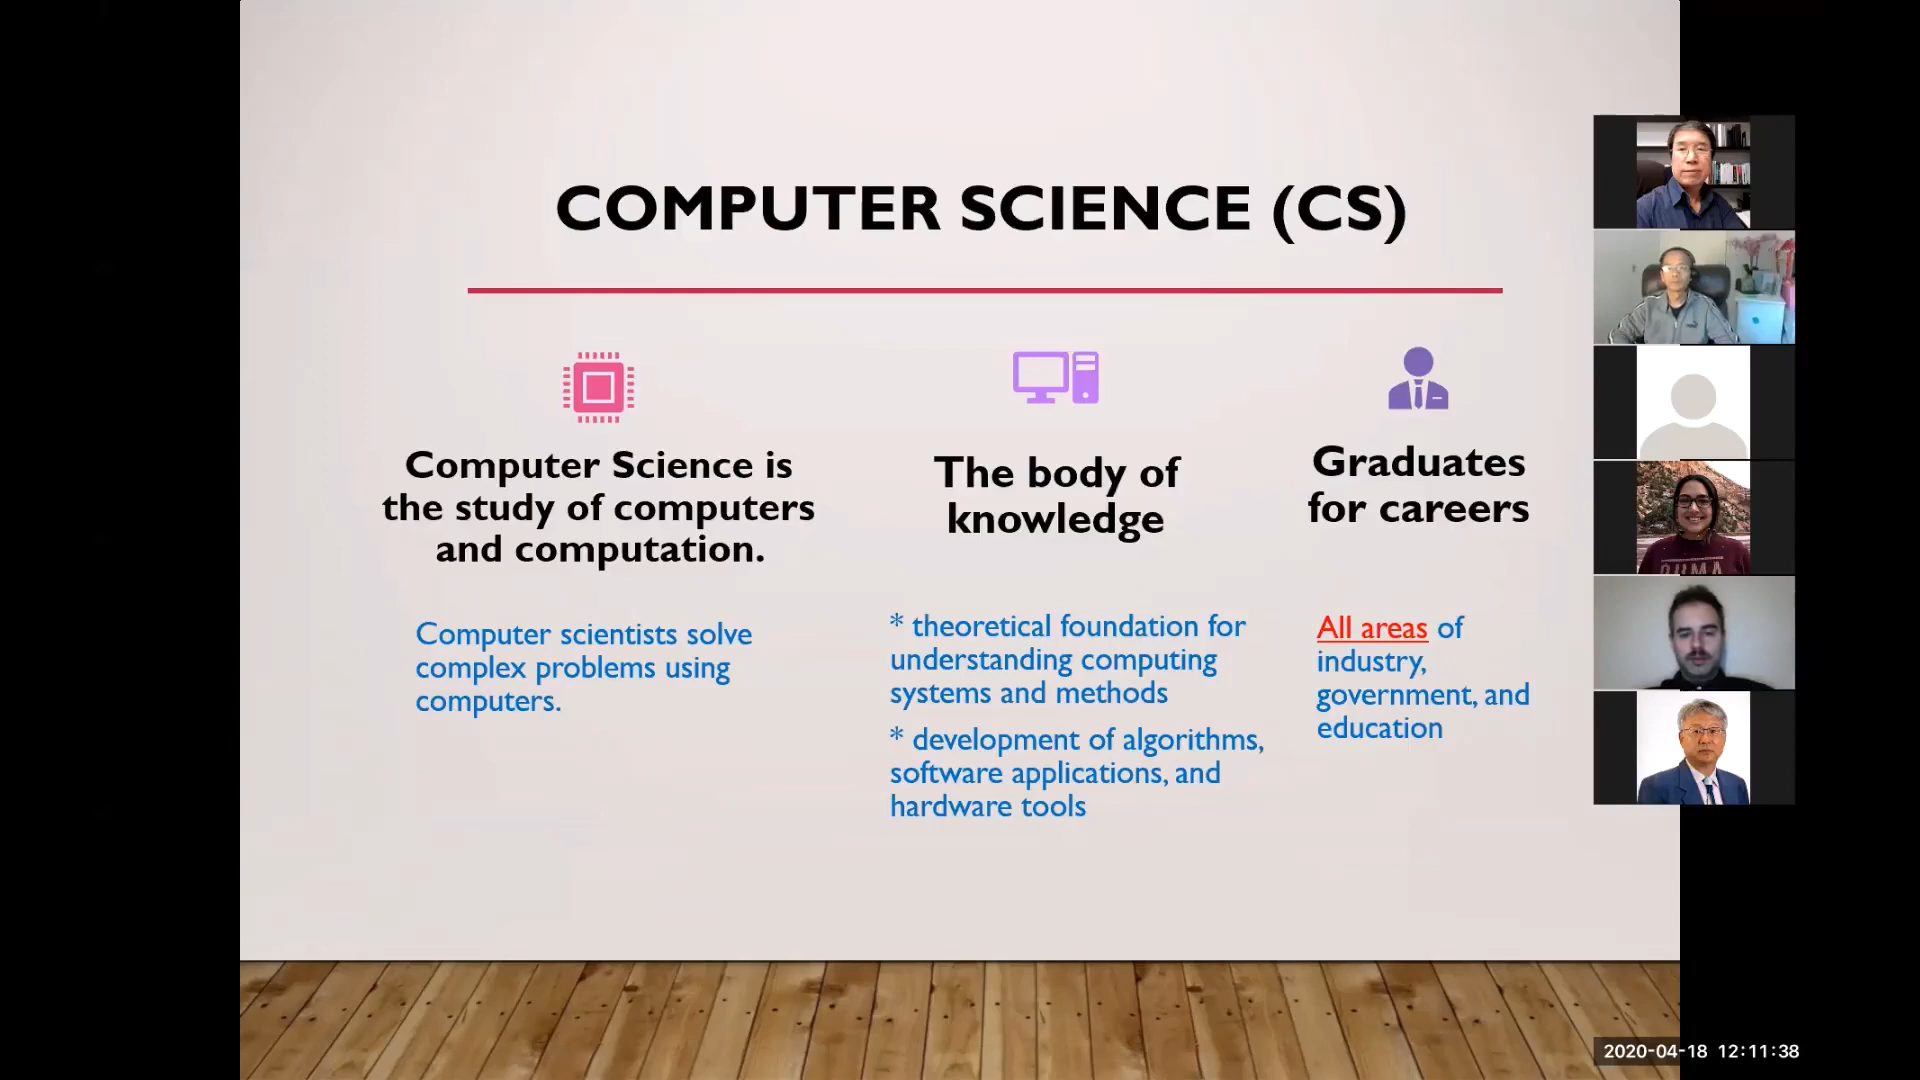 COMPUTER SCIENCE (CS)
Computer Science is
the study of computers
and computation.
Computer scientists solve
complex problems using
computers.
The body of
knowledge
* theoretical foundation for
understanding computing
systems and methods
* development of algorithms,
software applications, and
hardware tools
Graduates
for careers
All areas of
industry,
government, and
education
PUMA
2020-04-18 12:11:38